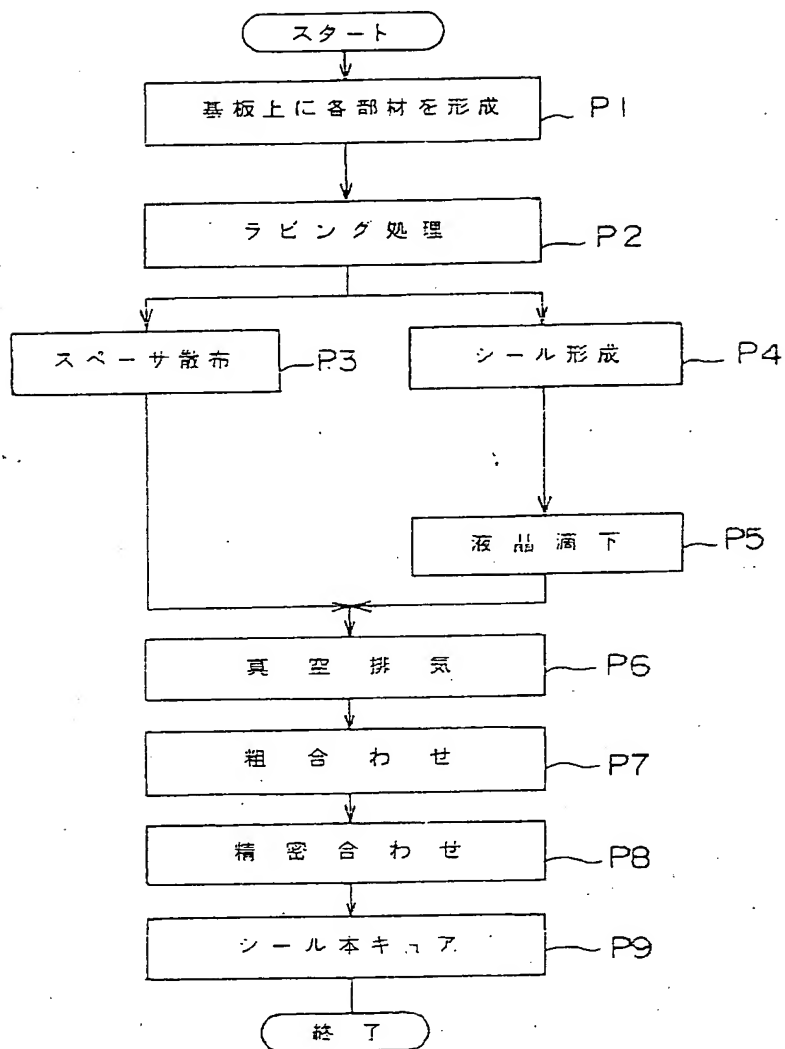 スタート
基板上に各部材を形成 P1
ラビング処理 P2
スペーサ散布 P3
シール形成 P4
液晶滴下 P5
真空排気 P6
粗合わせ P7
精密合わせ P8
シール本キュア P9
終了